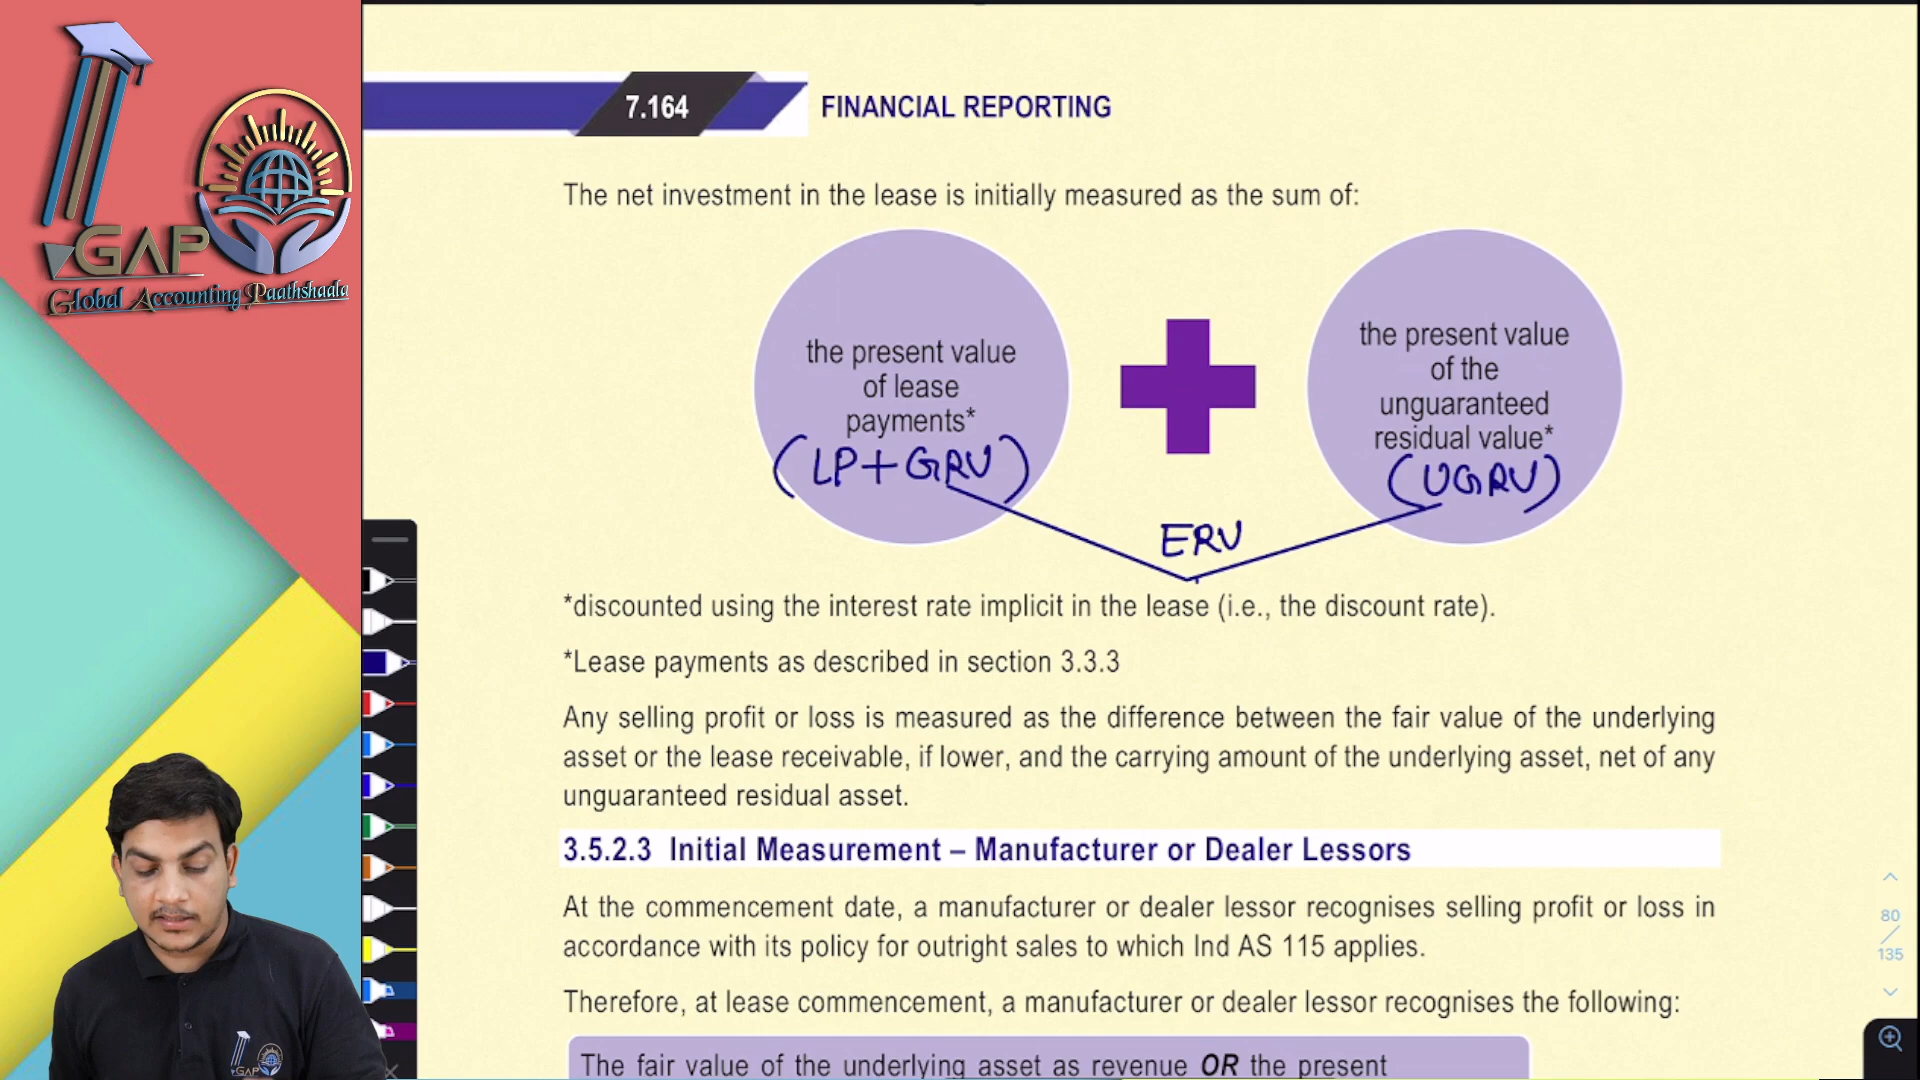 GAP
Global Accounting Paathshaala
7.164
FINANCIAL REPORTING
The net investment in the lease is initially measured as the sum of:
the present value
of lease
payments*
(LP+GRV)
the present value
of the
unguaranteed
residual value*
(UGRV)
ERV
*discounted using the interest rate implicit in the lease (i.e., the discount rate).
*Lease payments as described in section 3.3.3
Any selling profit or loss is measured as the difference between the fair value of the underlying
asset or the lease receivable, if lower, and the carrying amount of the underlying asset, net of any
unguaranteed residual asset.
3.5.2.3 Initial Measurement – Manufacturer or Dealer Lessors
At the commencement date, a manufacturer or dealer lessor recognises selling profit or loss in
accordance with its policy for outright sales to which Ind AS 115 applies.
Therefore, at lease commencement, a manufacturer or dealer lessor recognises the following:
The fair value of the underlying asset as revenue OR the present
80
/
135
GAP